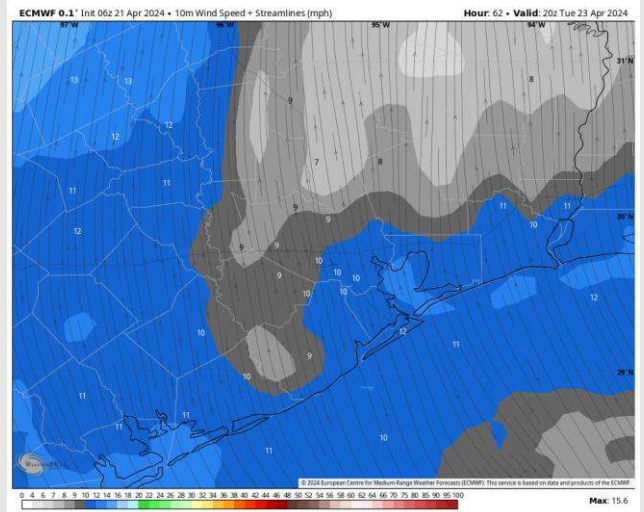 ECMWF 0.1° Init 06z 21 Apr 2024 • 10m Wind Speed + Streamlines (mph)
Hour: 62 • Valid: 20z Tue 23 Apr 2024
97°W 96°W 95°W 94°W
31°N
13 13 9 8
12 12
7 8
11 11
9 11 11
9 10 30°N
12
9 9
10
9 10 10
10 10
12
10 12
11
9
29°N
10
11
11
11
10
11
WeatherBELL
© 2024 European Centre for Medium-Range Weather Forecasts (ECMWF). This service is based on data and products of the ECMWF.
0 4 6 7 8 9 10 12 14 16 18 20 22 24 26 28 30 32 34 36 38 40 42 44 46 48 50 52 54 56 58 60 62 64 66 68 70 75 80 85 90 95 100
Max: 15.6